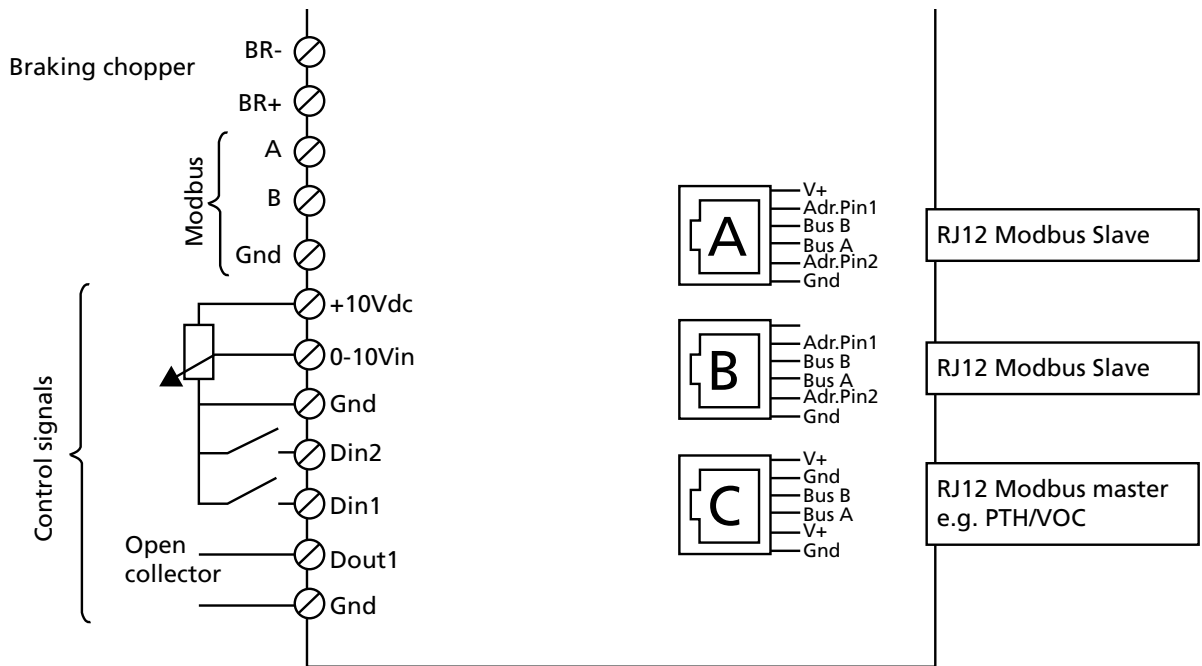 Braking chopper
BR-
BR+
Modbus
A
B
Gnd
Control signals
+10Vdc
0-10Vin
Gnd
Din2
Din1
Open
collector
Dout1
Gnd
A
V+
Adr.Pin1
Bus B
Bus A
Adr.Pin2
Gnd
RJ12 Modbus Slave
B
Adr.Pin1
Bus B
Bus A
Adr.Pin2
Gnd
RJ12 Modbus Slave
C
V+
Gnd
Bus B
Bus A
V+
Gnd
RJ12 Modbus master
e.g. PTH/VOC